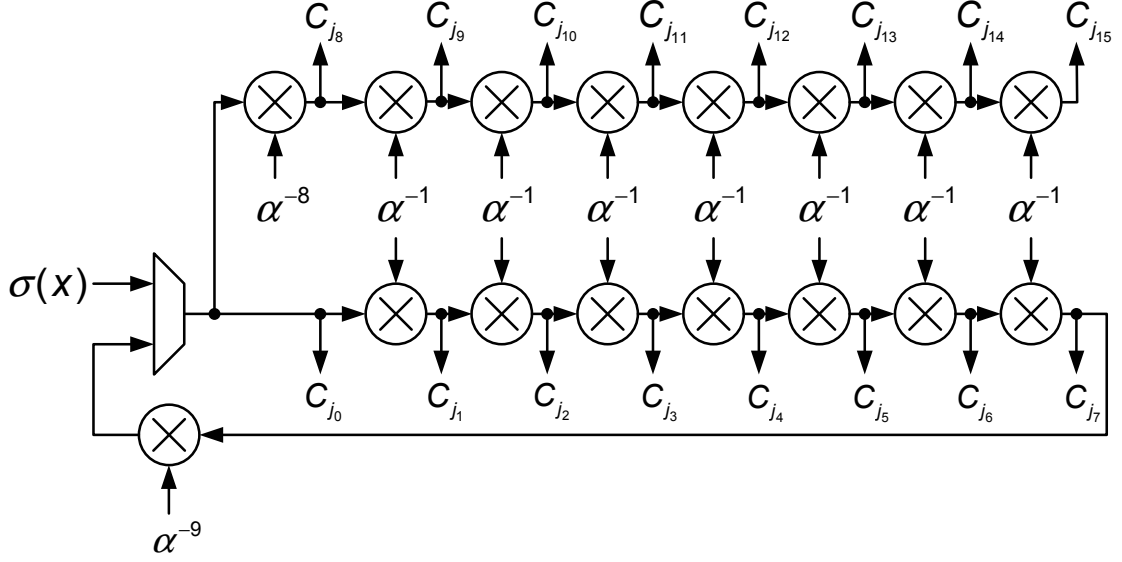 C_{j_8} C_{j_9} C_{j_{10}} C_{j_{11}} C_{j_{12}} C_{j_{13}} C_{j_{14}} C_{j_{15}}
α^{-8} α^{-1} α^{-1} α^{-1} α^{-1} α^{-1} α^{-1} α^{-1}
σ(x)
C_{j_0} C_{j_1} C_{j_2} C_{j_3} C_{j_4} C_{j_5} C_{j_6} C_{j_7}
α^{-9}